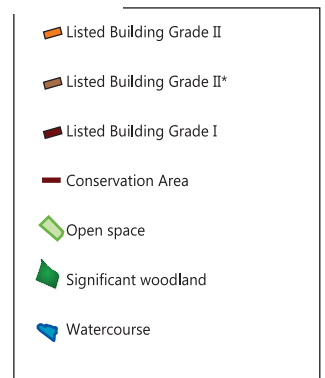 Listed Building Grade II
Listed Building Grade II*
Listed Building Grade I
Conservation Area
Open space
Significant woodland
Watercourse